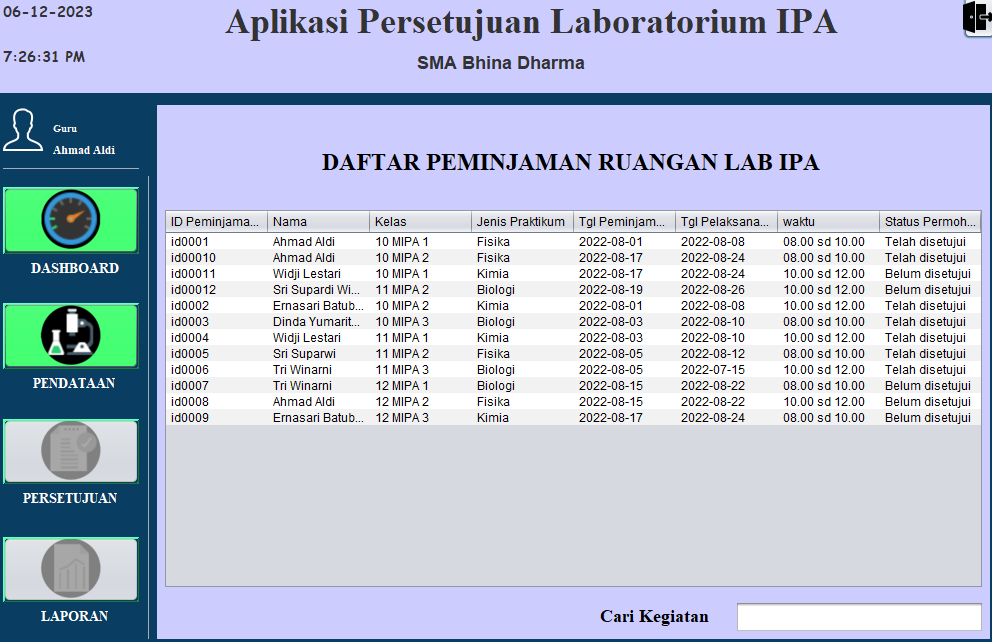 06-12-2023
Aplikasi Persetujuan Laboratorium IPA
7:26:31 PM
SMA Bhina Dharma
Guru
Ahmad Aldi
DASHBOARD
PENDATAAN
PERSETUJUAN
LAPORAN
DAFTAR PEMINJAMAN RUANGAN LAB IPA
ID Peminjama... Nama Kelas Jenis Praktikum Tgl Peminjam... Tgl Pelaksana... waktu Status Permoh...
id0001 Ahmad Aldi 10 MIPA 1 Fisika 2022-08-01 2022-08-08 08.00 sd 10.00 Telah disetujui
id00010 Ahmad Aldi 10 MIPA 2 Fisika 2022-08-17 2022-08-24 08.00 sd 10.00 Telah disetujui
id00011 Widji Lestari 11 MIPA 1 Kimia 2022-08-17 2022-08-24 10.00 sd 12.00 Belum disetujui
id00012 Sri Supardi Wi... 11 MIPA 2 Biologi 2022-08-19 2022-08-26 10.00 sd 12.00 Belum disetujui
id0002 Ernasari Batub... 10 MIPA 2 Kimia 2022-08-01 2022-08-08 10.00 sd 12.00 Telah disetujui
id0003 Dinda Yumarit... 10 MIPA 3 Biologi 2022-08-03 2022-08-10 08.00 sd 10.00 Telah disetujui
id0004 Widji Lestari 11 MIPA 1 Kimia 2022-08-03 2022-08-10 10.00 sd 12.00 Telah disetujui
id0005 Sri Suparwi 11 MIPA 2 Fisika 2022-08-05 2022-08-12 08.00 sd 10.00 Telah disetujui
id0006 Tri Winarni 11 MIPA 3 Biologi 2022-08-05 2022-07-15 10.00 sd 12.00 Telah disetujui
id0007 Tri Winarni 12 MIPA 1 Biologi 2022-08-15 2022-08-22 08.00 sd 10.00 Belum disetujui
id0008 Ahmad Aldi 12 MIPA 2 Fisika 2022-08-15 2022-08-22 10.00 sd 12.00 Belum disetujui
id0009 Ernasari Batub... 12 MIPA 3 Kimia 2022-08-17 2022-08-24 08.00 sd 10.00 Belum disetujui
Cari Kegiatan